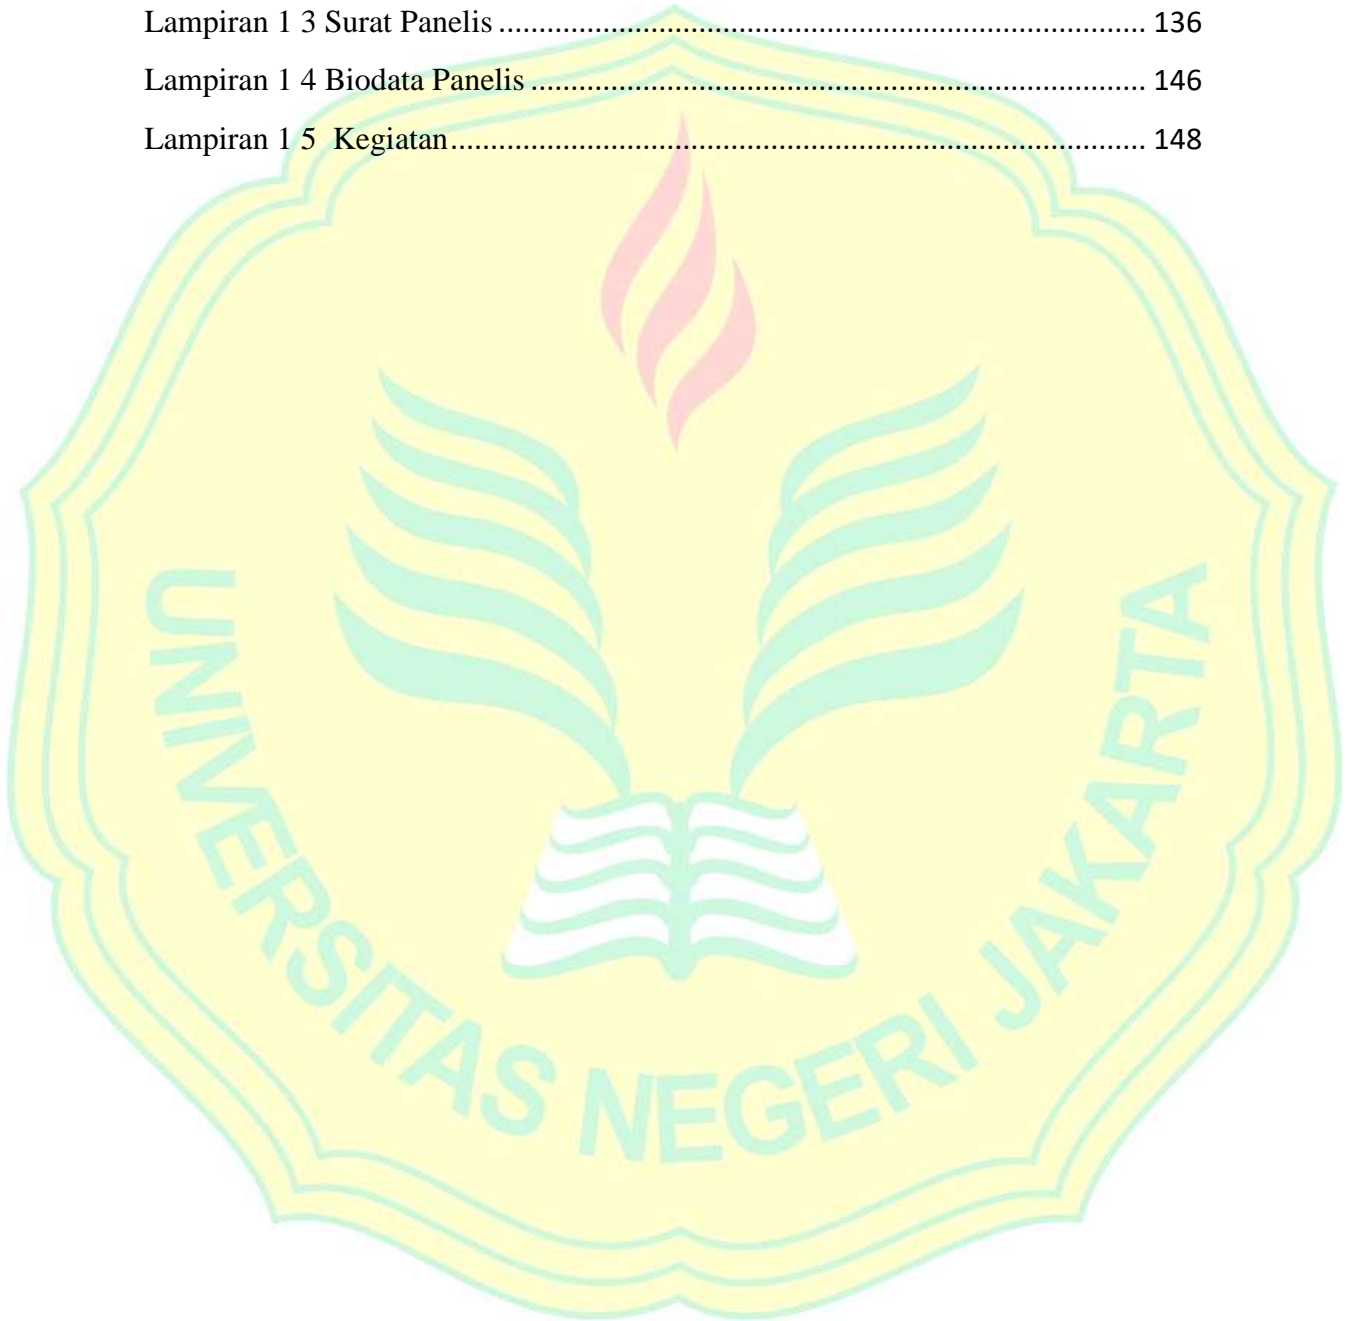 Lampiran 1 3 Surat Panelis ................................................................................ 136
Lampiran 1 4 Biodata Panelis ............................................................................ 146
Lampiran 1 5  Kegiatan...................................................................................... 148
UNIVERSITAS NEGERI JAKARTA